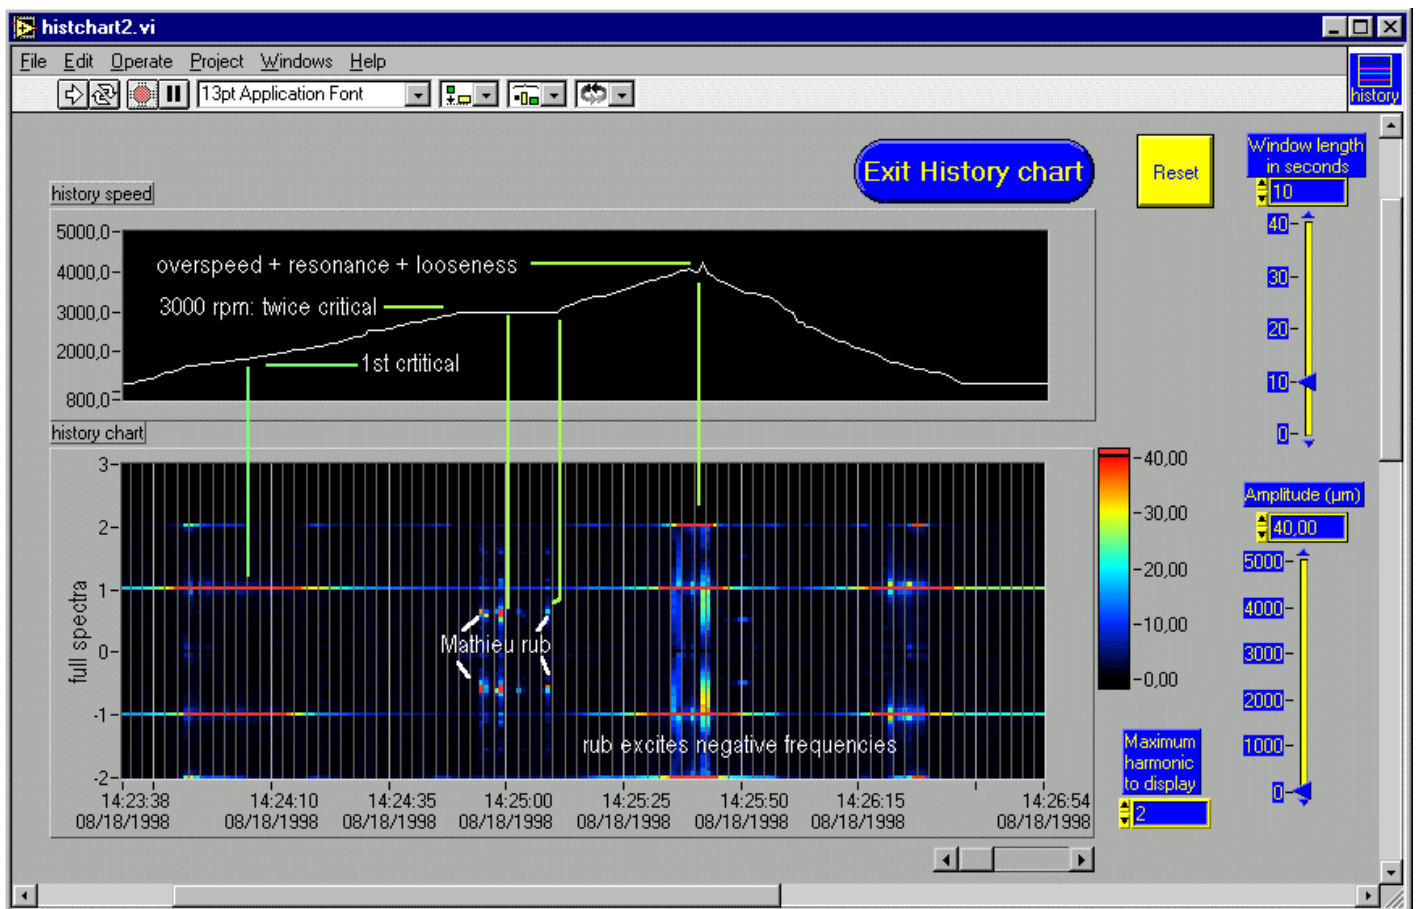 histchart2.vi
File Edit Operate Project Windows Help
13pt Application Font
history
Exit History chart
Reset
Window length
in seconds
10
40
30
20
10
0
history speed
5000,0
4000,0
3000,0
2000,0
800,0
overspeed + resonance + looseness
3000 rpm: twice critical
1st crtitical
history chart
full spectra
3
2
1
0
-1
-2
Mathieu rub
rub excites negative frequencies
14:23:38 14:24:10 14:24:35 14:25:00 14:25:25 14:25:50 14:26:15 14:26:54
08/18/1998 08/18/1998 08/18/1998 08/18/1998 08/18/1998 08/18/1998 08/18/1998 08/18/1998
40,00
30,00
20,00
10,00
0,00
Amplitude (µm)
40,00
5000
4000
3000
2000
1000
0
Maximum
harmonic
to display
2